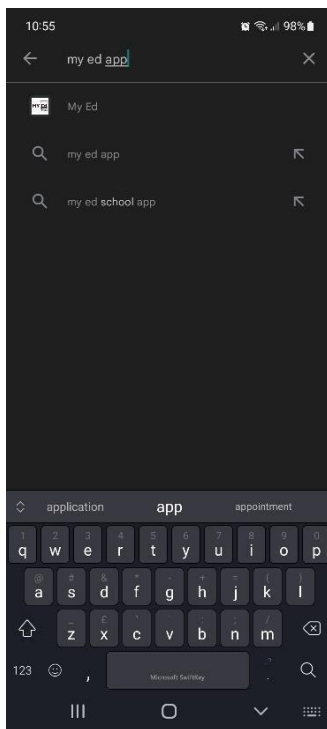 10:55 98%
my ed app
My Ed
my ed app
my ed school app
application app appointment
1 2 3 4 5 6 7 8 9 0
q w e r t y u i o p
@ # & * - + = ( )
a s d f g h j k l
_ £ " ' : ; /
z x c v b n m
123 , Microsoft SwiftKey .